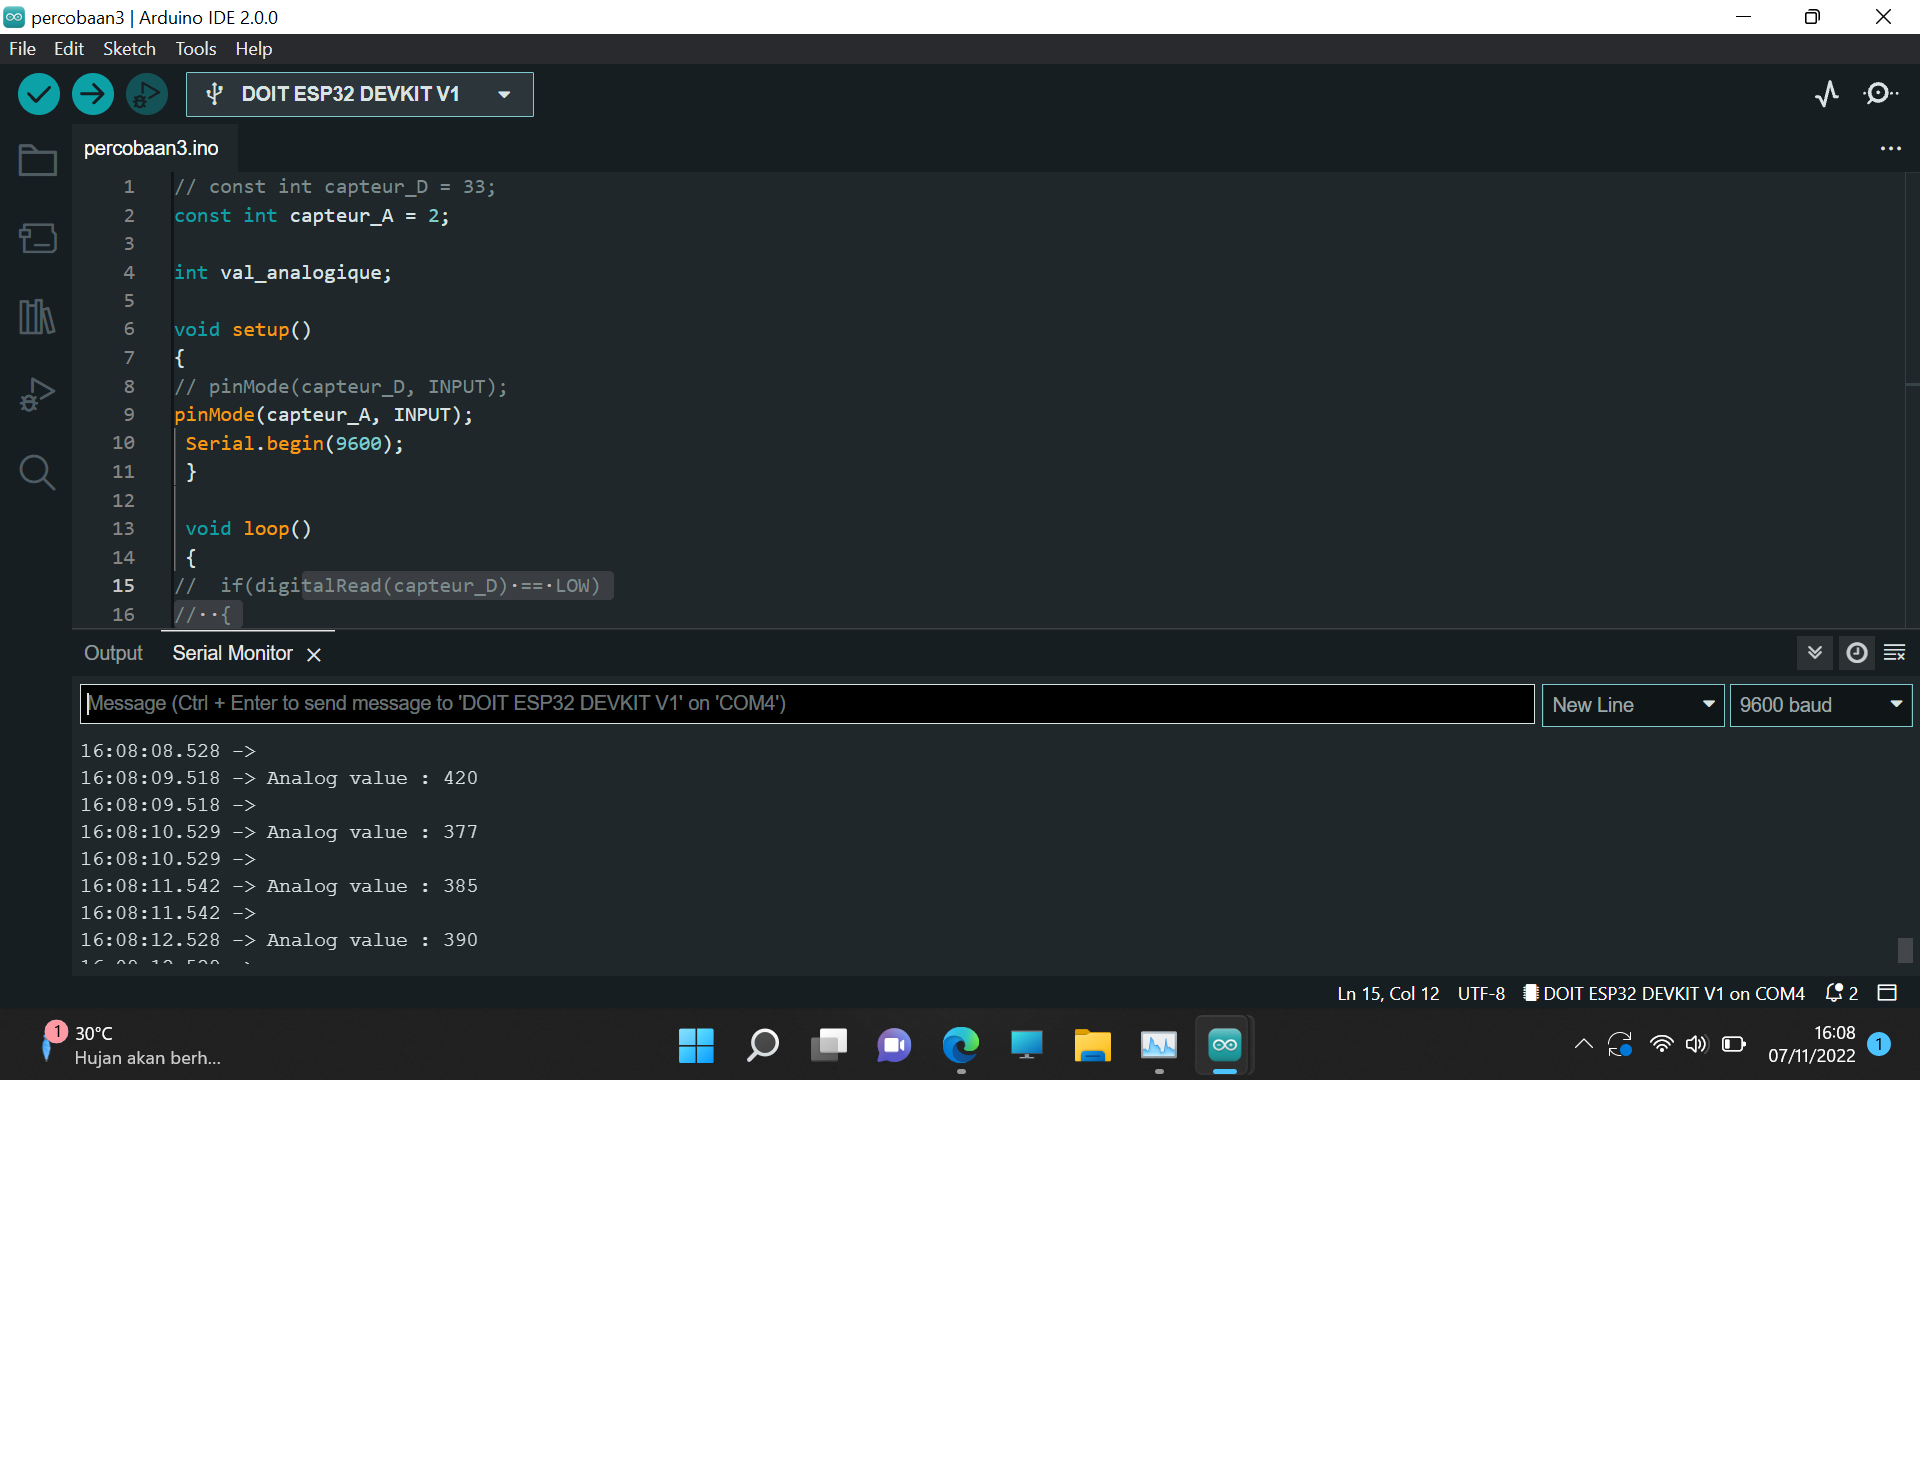 percobaan3 | Arduino IDE 2.0.0
File Edit Sketch Tools Help
DOIT ESP32 DEVKIT V1
percobaan3.ino
1 // const int capteur_D = 33;
2 const int capteur_A = 2;
3
4 int val_analogique;
5
6 void setup()
7 {
8 // pinMode(capteur_D, INPUT);
9 pinMode(capteur_A, INPUT);
10 Serial.begin(9600);
11 }
12
13 void loop()
14 {
15 //  if(digitalRead(capteur_D)·==·LOW)
16 //··{
Output Serial Monitor
Message (Ctrl + Enter to send message to 'DOIT ESP32 DEVKIT V1' on 'COM4') New Line 9600 baud
16:08:08.528 ->
16:08:09.518 -> Analog value : 420
16:08:09.518 ->
16:08:10.529 -> Analog value : 377
16:08:10.529 ->
16:08:11.542 -> Analog value : 385
16:08:11.542 ->
16:08:12.528 -> Analog value : 390
Ln 15, Col 12 UTF-8 DOIT ESP32 DEVKIT V1 on COM4 2
1 30°C
Hujan akan berh...
16:08
07/11/2022 1